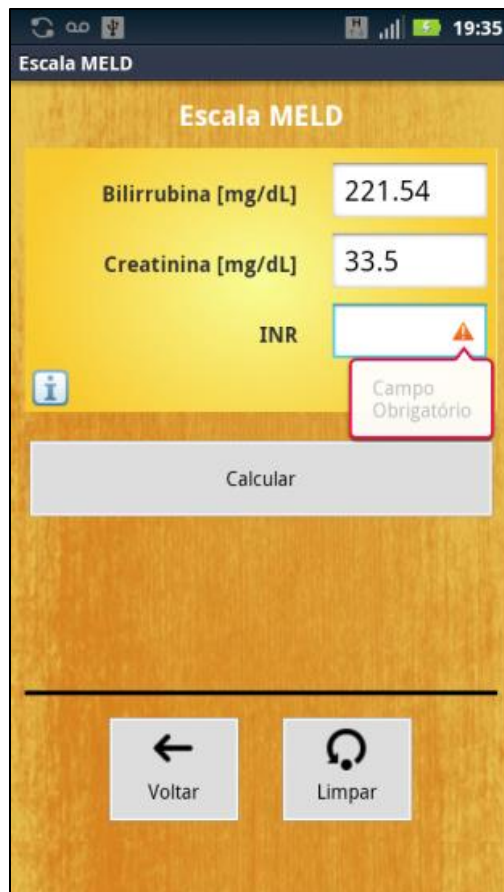 19:35
Escala MELD
Escala MELD
Bilirrubina [mg/dL] 221.54
Creatinina [mg/dL] 33.5
INR
Campo
Obrigatório
Calcular
Voltar Limpar